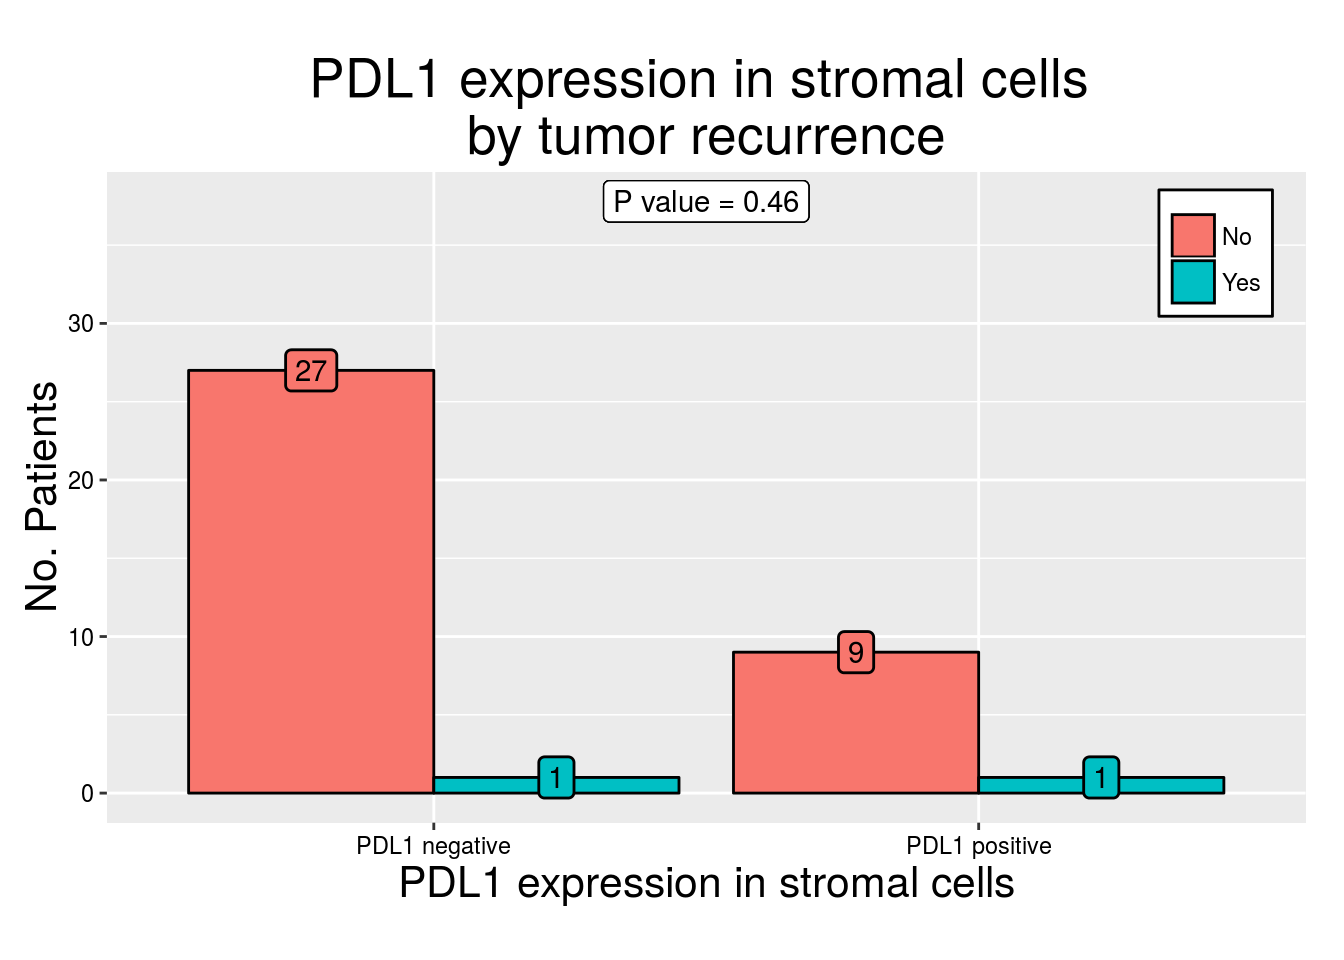 PDL1 expression in stromal cells
by tumor recurrence
P value = 0.46
No
Yes
No. Patients
30
20
10
0
27
1
9
1
PDL1 negative
PDL1 positive
PDL1 expression in stromal cells